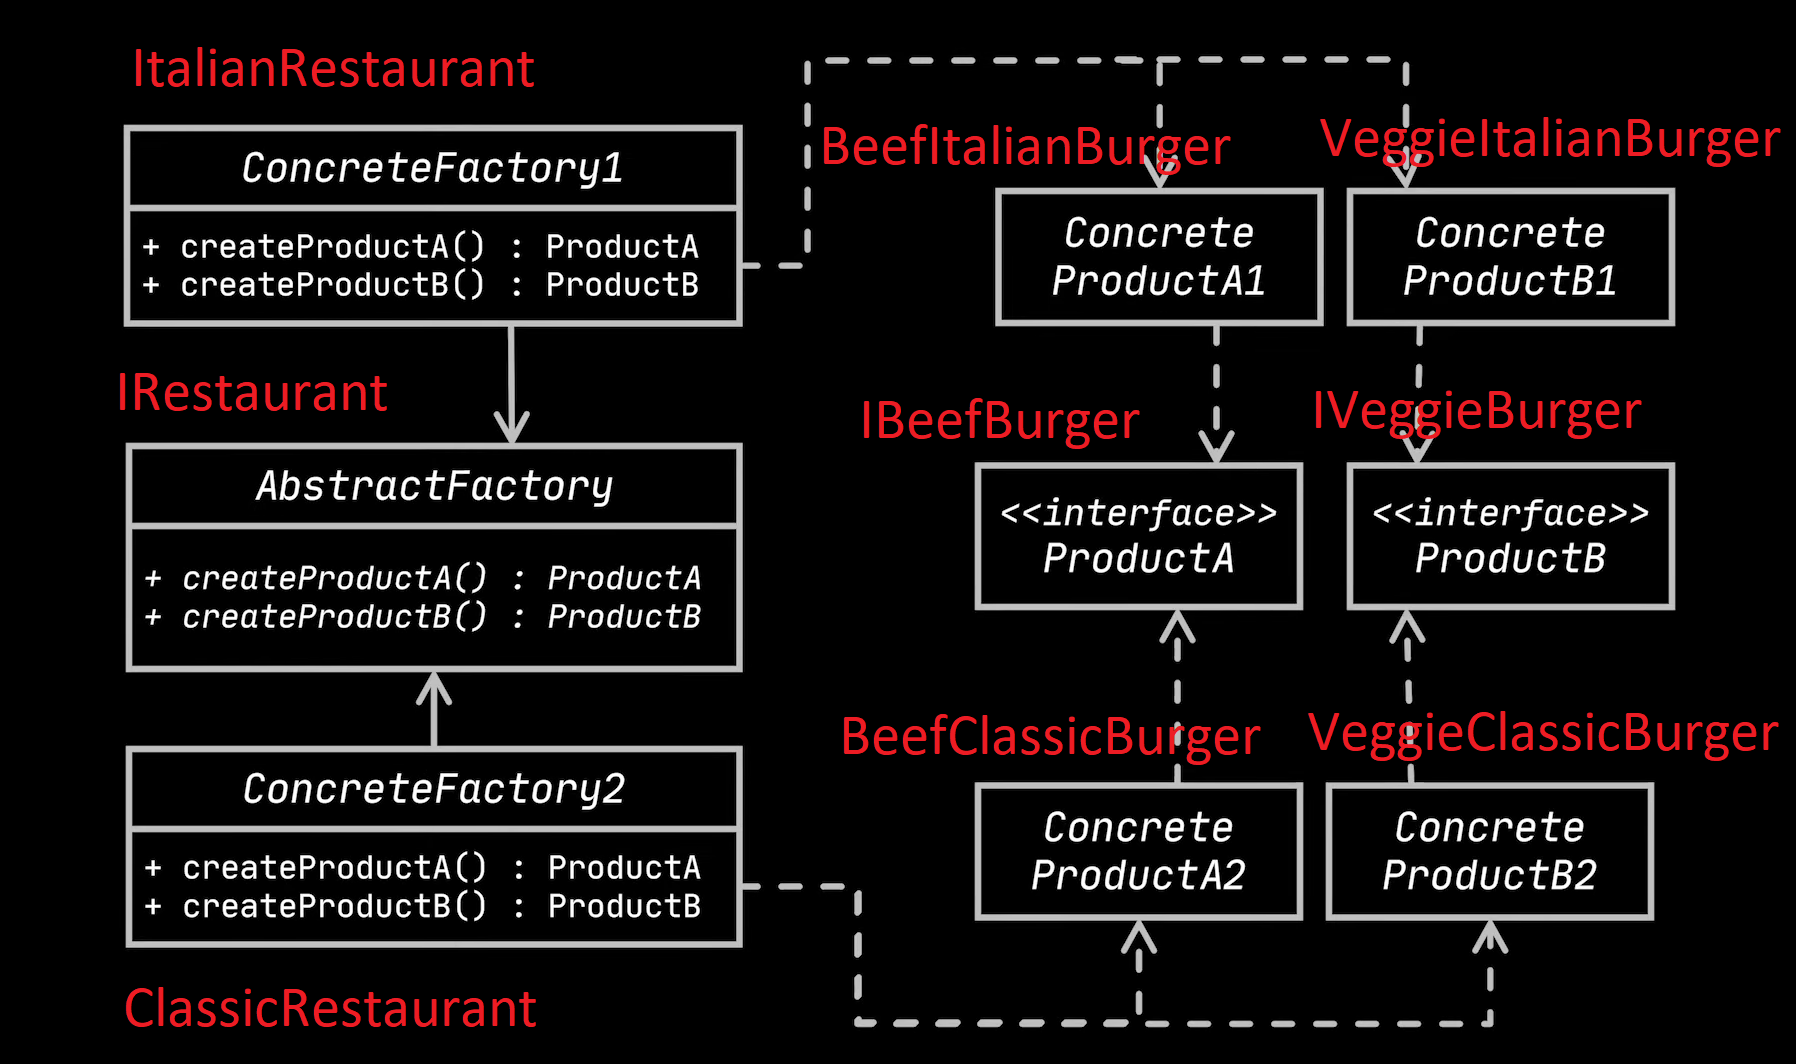 ItalianRestaurant
ConcreteFactory1
+ createProductA() : ProductA
+ createProductB() : ProductB
IRestaurant
AbstractFactory
+ createProductA() : ProductA
+ createProductB() : ProductB
ConcreteFactory2
+ createProductA() : ProductA
+ createProductB() : ProductB
ClassicRestaurant
BeefItalianBurger
Concrete
ProductA1
VeggieItalianBurger
Concrete
ProductB1
IBeefBurger
<<interface>>
ProductA
IVeggieBurger
<<interface>>
ProductB
BeefClassicBurger
Concrete
ProductA2
VeggieClassicBurger
Concrete
ProductB2